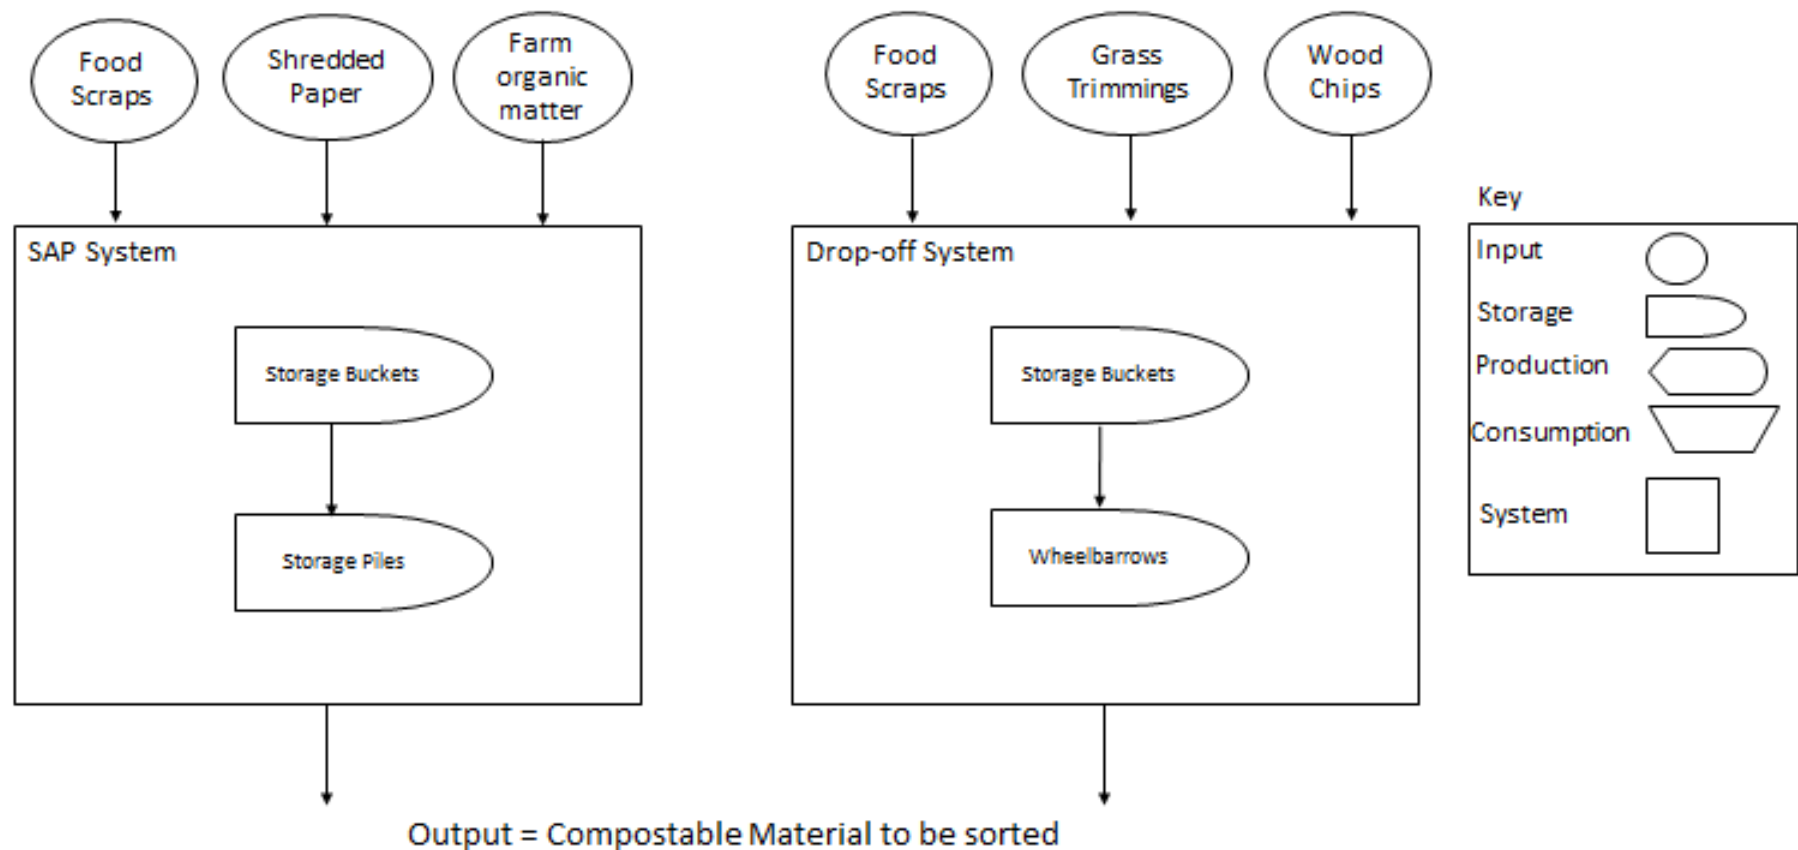 Food
Scraps
Shredded
Paper
Farm
organic
matter
Food
Scraps
Grass
Trimmings
Wood
Chips
SAP System
Storage Buckets
Storage Piles
Drop-off System
Storage Buckets
Wheelbarrows
Key
Input
Storage
Production
Consumption
System
Output = Compostable Material to be sorted